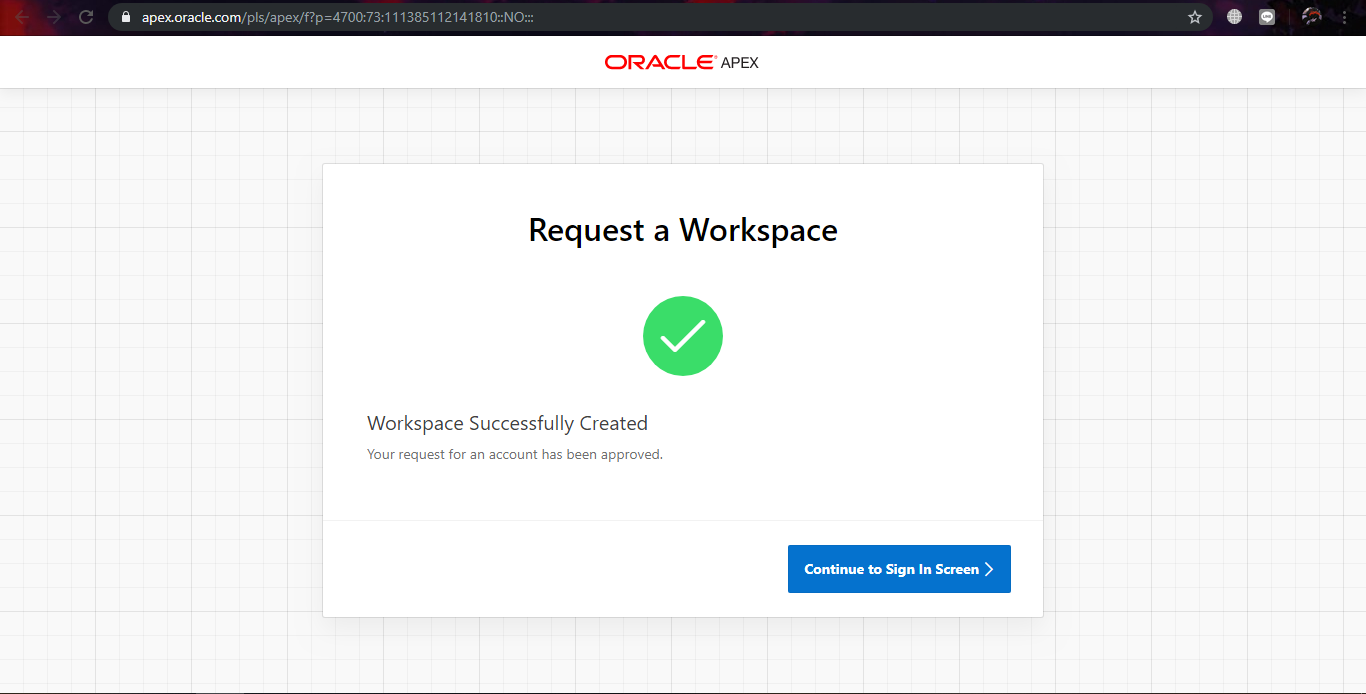 apex.oracle.com/pls/apex/f?p=4700:73:111385112141810::NO:::
ORACLE® APEX
Request a Workspace
Workspace Successfully Created
Your request for an account has been approved.
Continue to Sign In Screen